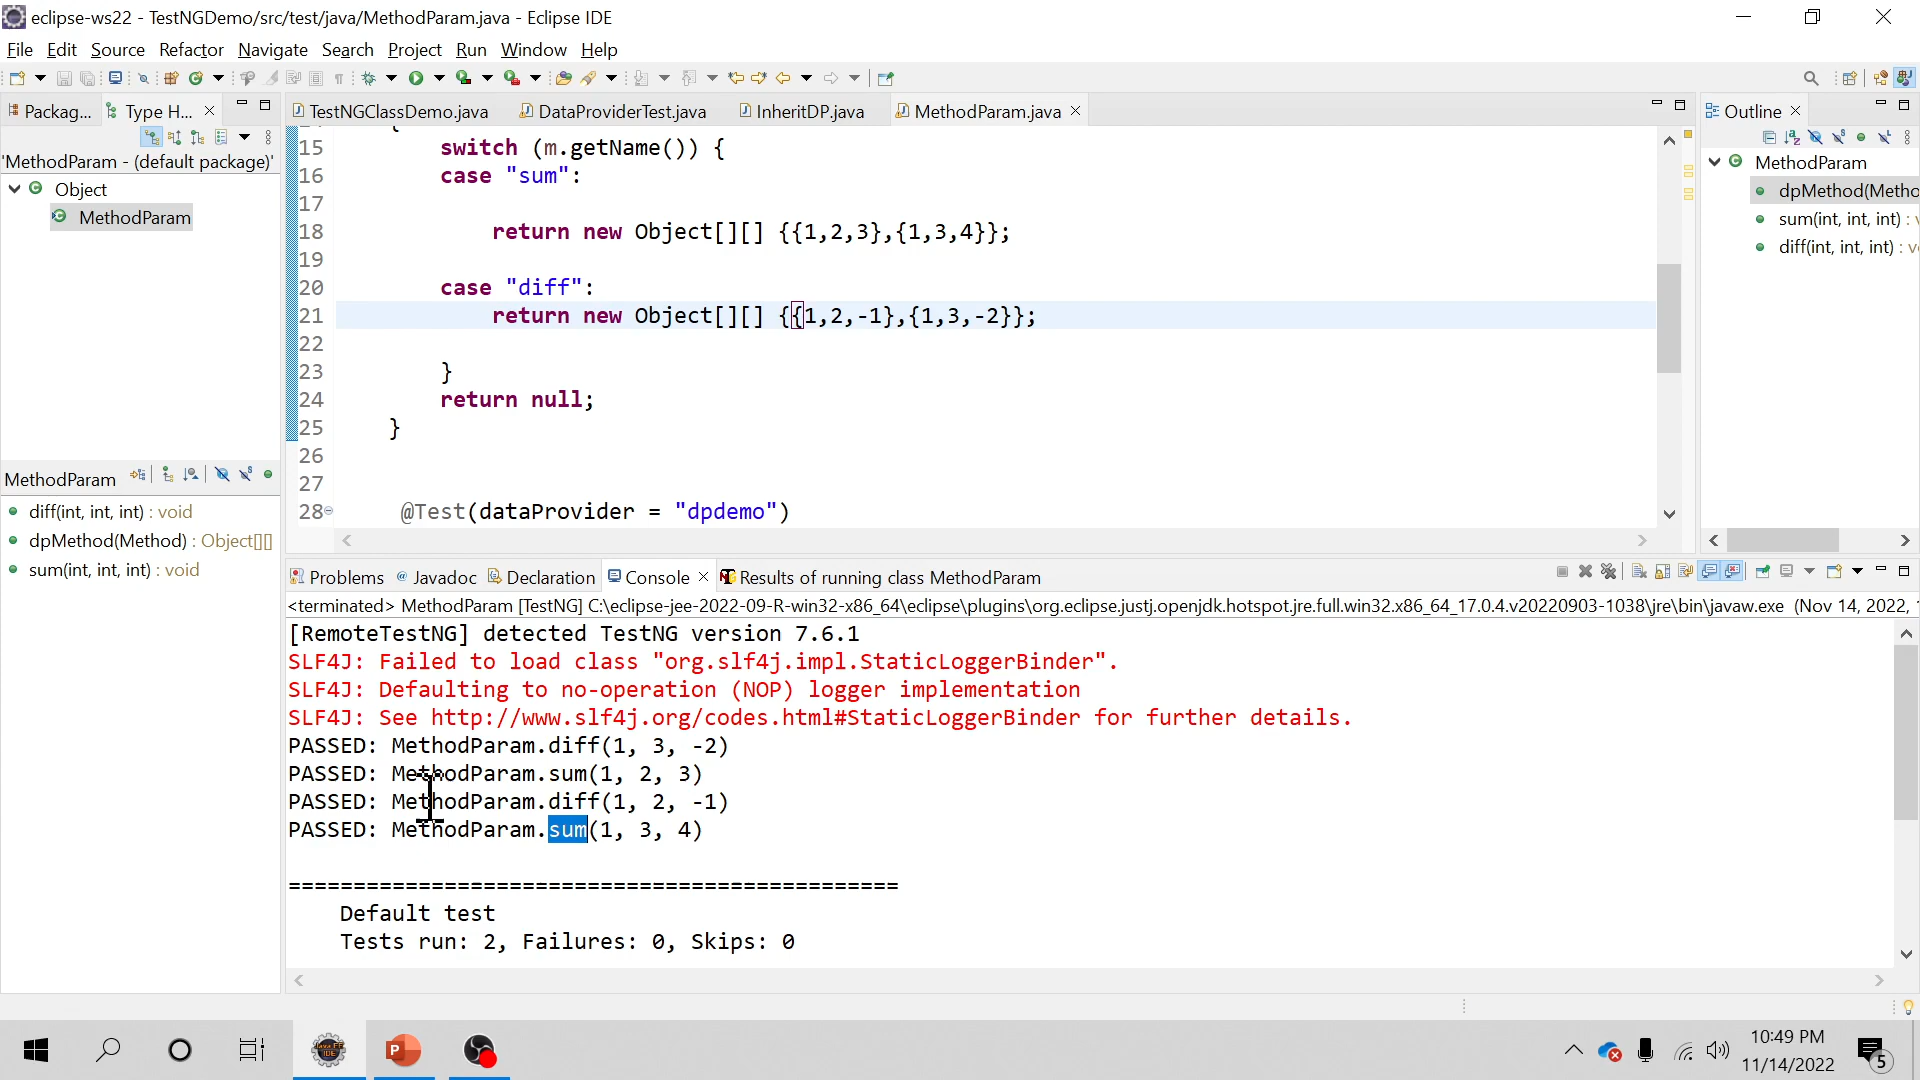 eclipse-ws22 - TestNGDemo/src/test/java/MethodParam.java - Eclipse IDE
File Edit Source Refactor Navigate Search Project Run Window Help
Packag... Type H...
TestNGClassDemo.java DataProviderTest.java InheritDP.java MethodParam.java
Outline
'MethodParam - (default package)'
Object
MethodParam
15 switch (m.getName()) {
16 case "sum":
17
18 return new Object[][] {{1,2,3},{1,3,4}};
19
20 case "diff":
21 return new Object[][] {{1,2,-1},{1,3,-2}};
22
23 }
24 return null;
25 }
26
27
28 @Test(dataProvider = "dpdemo")
MethodParam
dpMethod(Metho
sum(int, int, int) : v
diff(int, int, int) : v
MethodParam
diff(int, int, int) : void
dpMethod(Method) : Object[][]
sum(int, int, int) : void
Problems Javadoc Declaration Console Results of running class MethodParam
<terminated> MethodParam [TestNG] C:\eclipse-jee-2022-09-R-win32-x86_64\eclipse\plugins\org.eclipse.justj.openjdk.hotspot.jre.full.win32.x86_64_17.0.4.v20220903-1038\jre\bin\javaw.exe (Nov 14, 2022,
[RemoteTestNG] detected TestNG version 7.6.1
SLF4J: Failed to load class "org.slf4j.impl.StaticLoggerBinder".
SLF4J: Defaulting to no-operation (NOP) logger implementation
SLF4J: See http://www.slf4j.org/codes.html#StaticLoggerBinder for further details.
PASSED: MethodParam.diff(1, 3, -2)
PASSED: MethodParam.sum(1, 2, 3)
PASSED: MethodParam.diff(1, 2, -1)
PASSED: MethodParam.sum(1, 3, 4)
===============================================
Default test
Tests run: 2, Failures: 0, Skips: 0
10:49 PM
11/14/2022
5